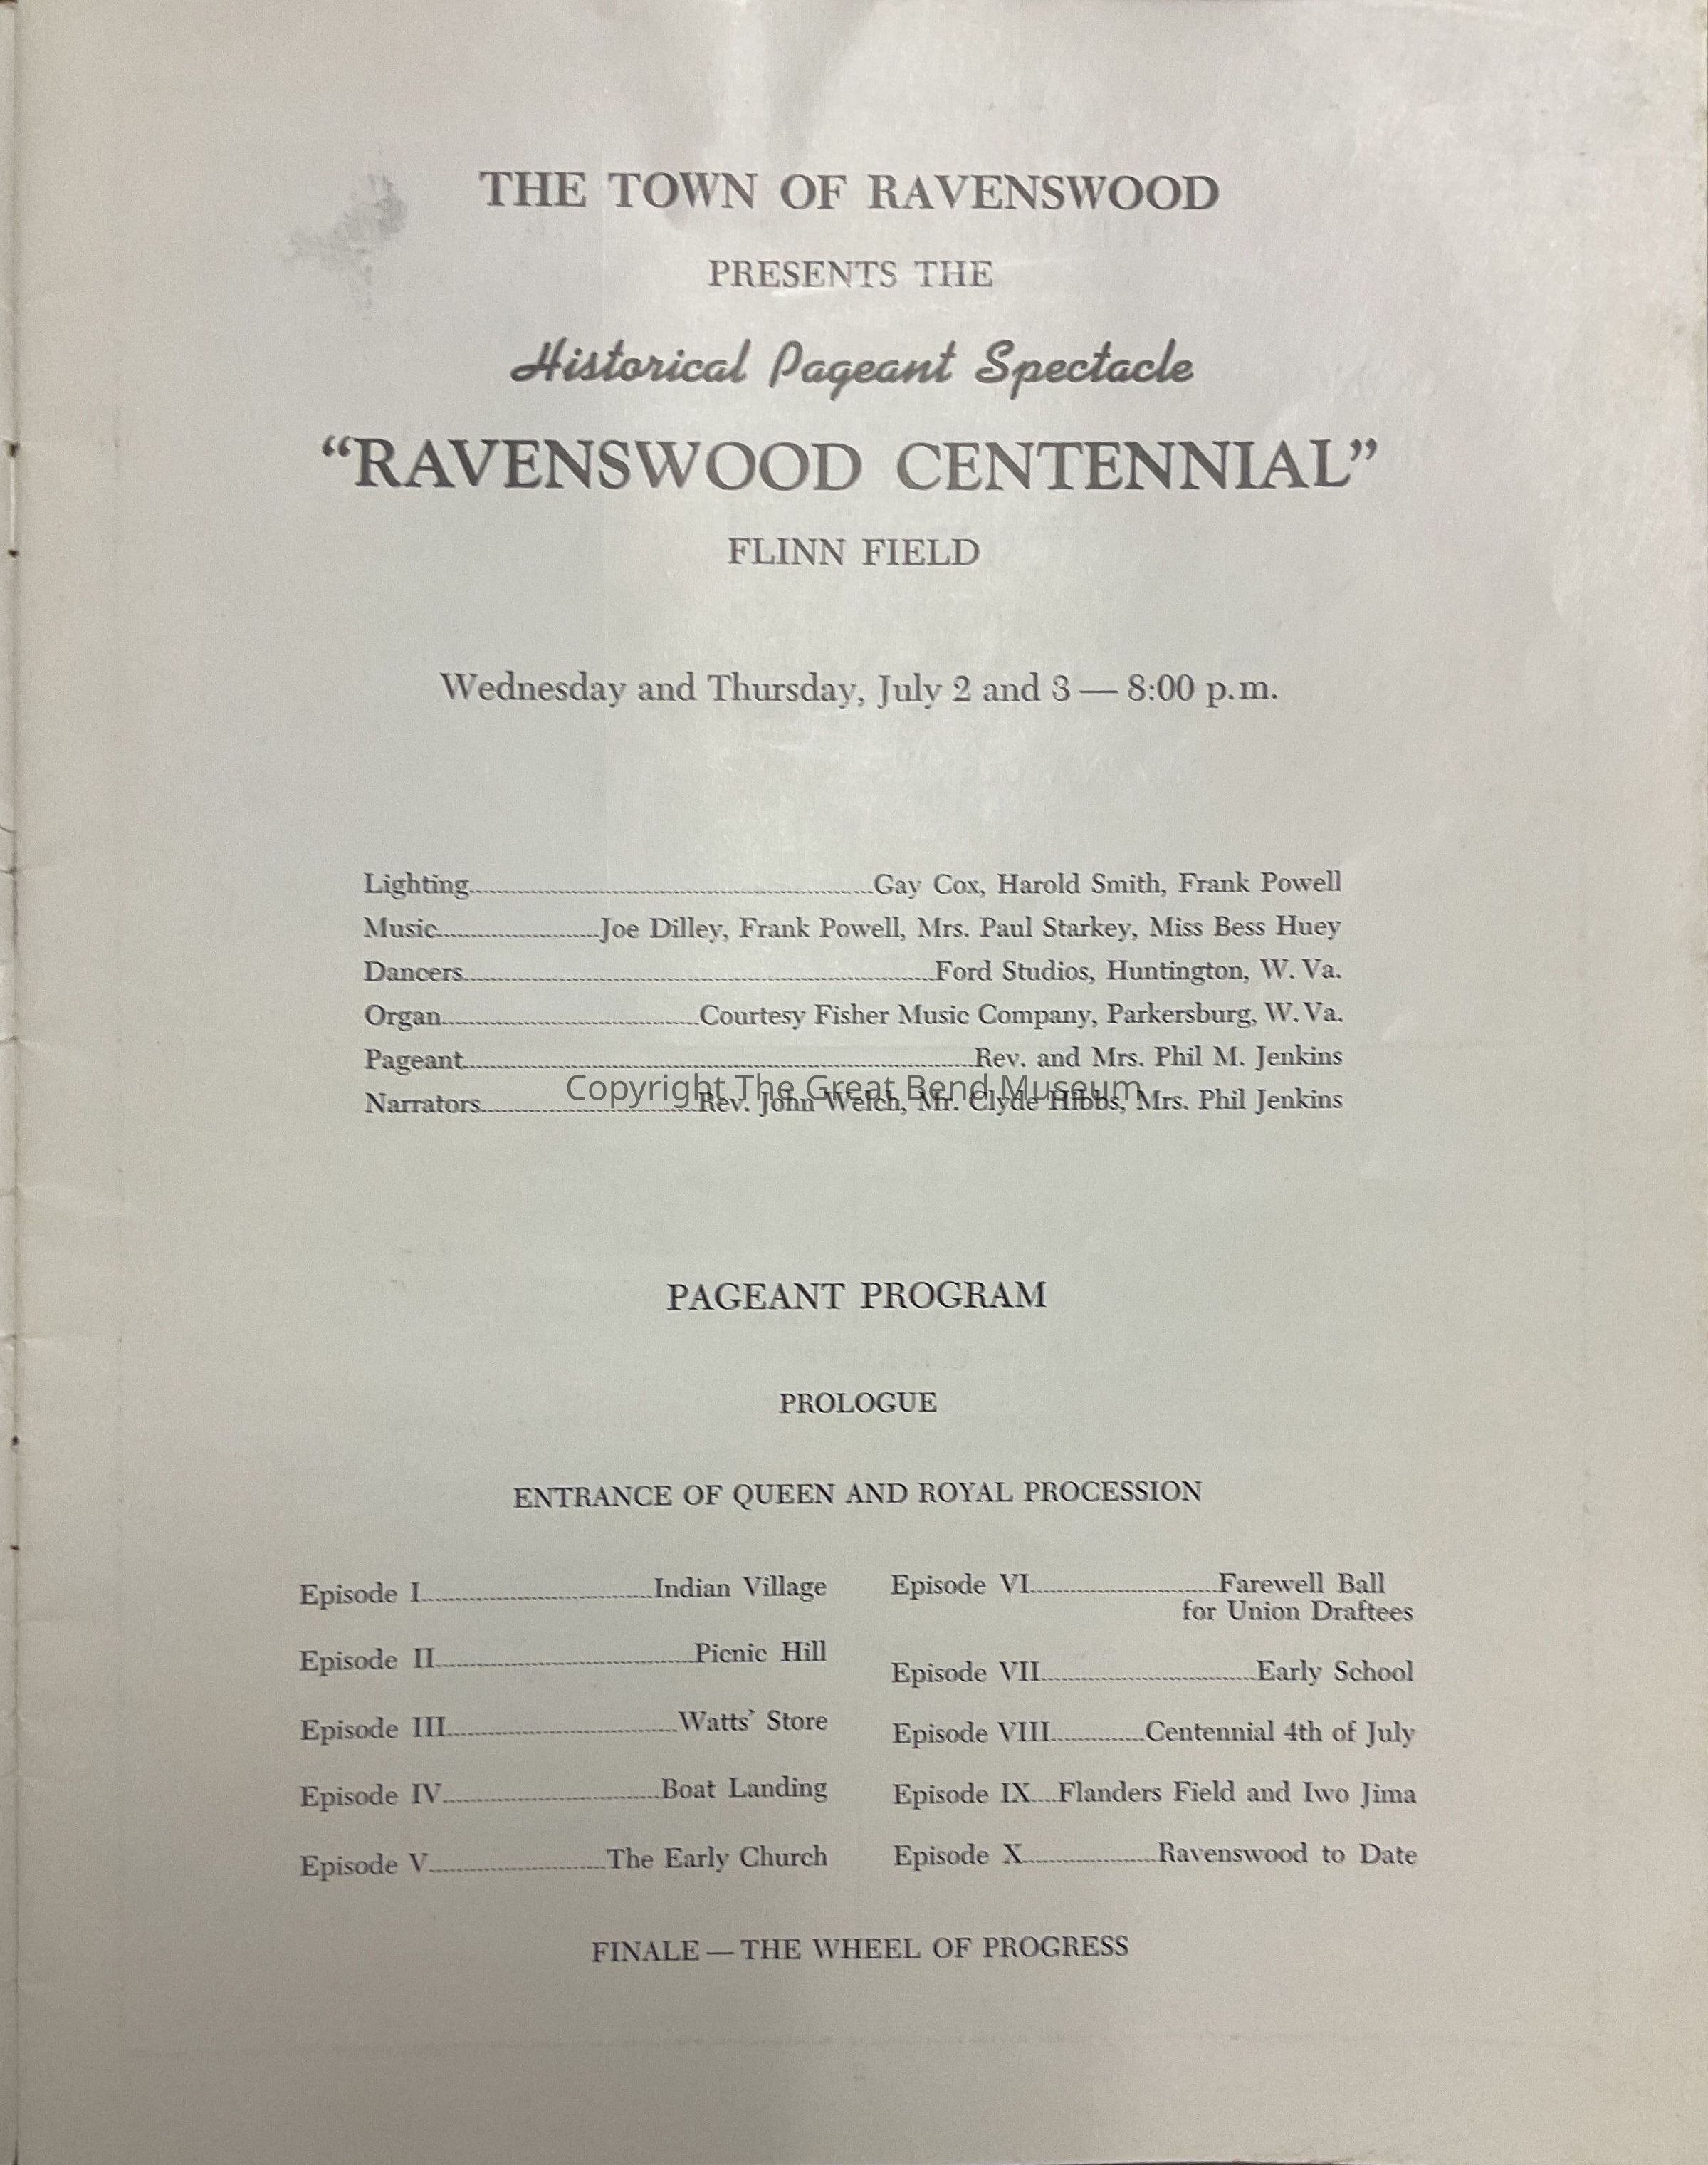 THE TOWN OF RAVENSWOOD
PRESENTS THE
Historical Pageant Spectacle
“RAVENSWOOD CENTENNIAL”
FLINN FIELD
Wednesday and Thursday, July 2 and 3 — 8:00 p.m.
Lighting Gay Cox, Harold Smith, Frank Powell
Music Joe Dilley, Frank Powell, Mrs. Paul Starkey, Miss Bess Huey
Dancers Ford Studios, Huntington, W. Va.
Organ Courtesy Fisher Music Company, Parkersburg, W. Va.
Pageant Rev. and Mrs. Phil M. Jenkins
Copyright The Great Bend Museum
Narrators Rev. John Welch, Mr. Clyde Hibbs, Mrs. Phil Jenkins
PAGEANT PROGRAM
PROLOGUE
ENTRANCE OF QUEEN AND ROYAL PROCESSION
Episode I Indian Village
Episode II Picnic Hill
Episode III Watts’ Store
Episode IV Boat Landing
Episode V The Early Church
Episode VI Farewell Ball
for Union Draftees
Episode VII Early School
Episode VIII Centennial 4th of July
Episode IX Flanders Field and Iwo Jima
Episode X Ravenswood to Date
FINALE — THE WHEEL OF PROGRESS